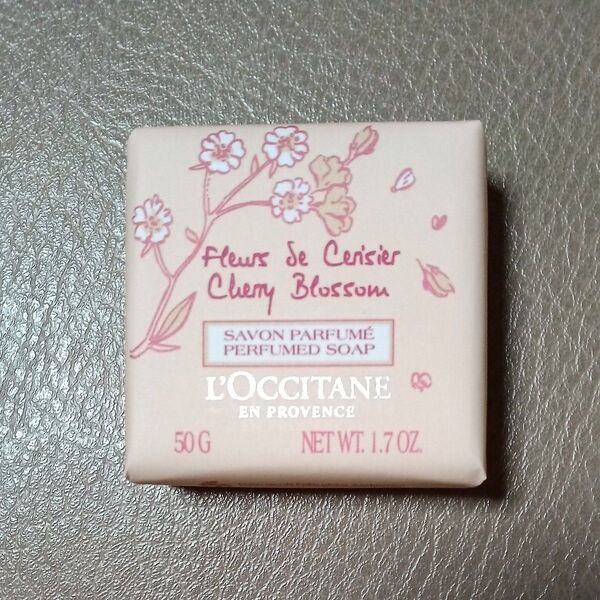 Fleurs de Cerisier
Cherry Blossom
SAVON PARFUMÉ
PERFUMED SOAP
L'OCCITANE
EN PROVENCE
50 G NET WT. 1.7 OZ.